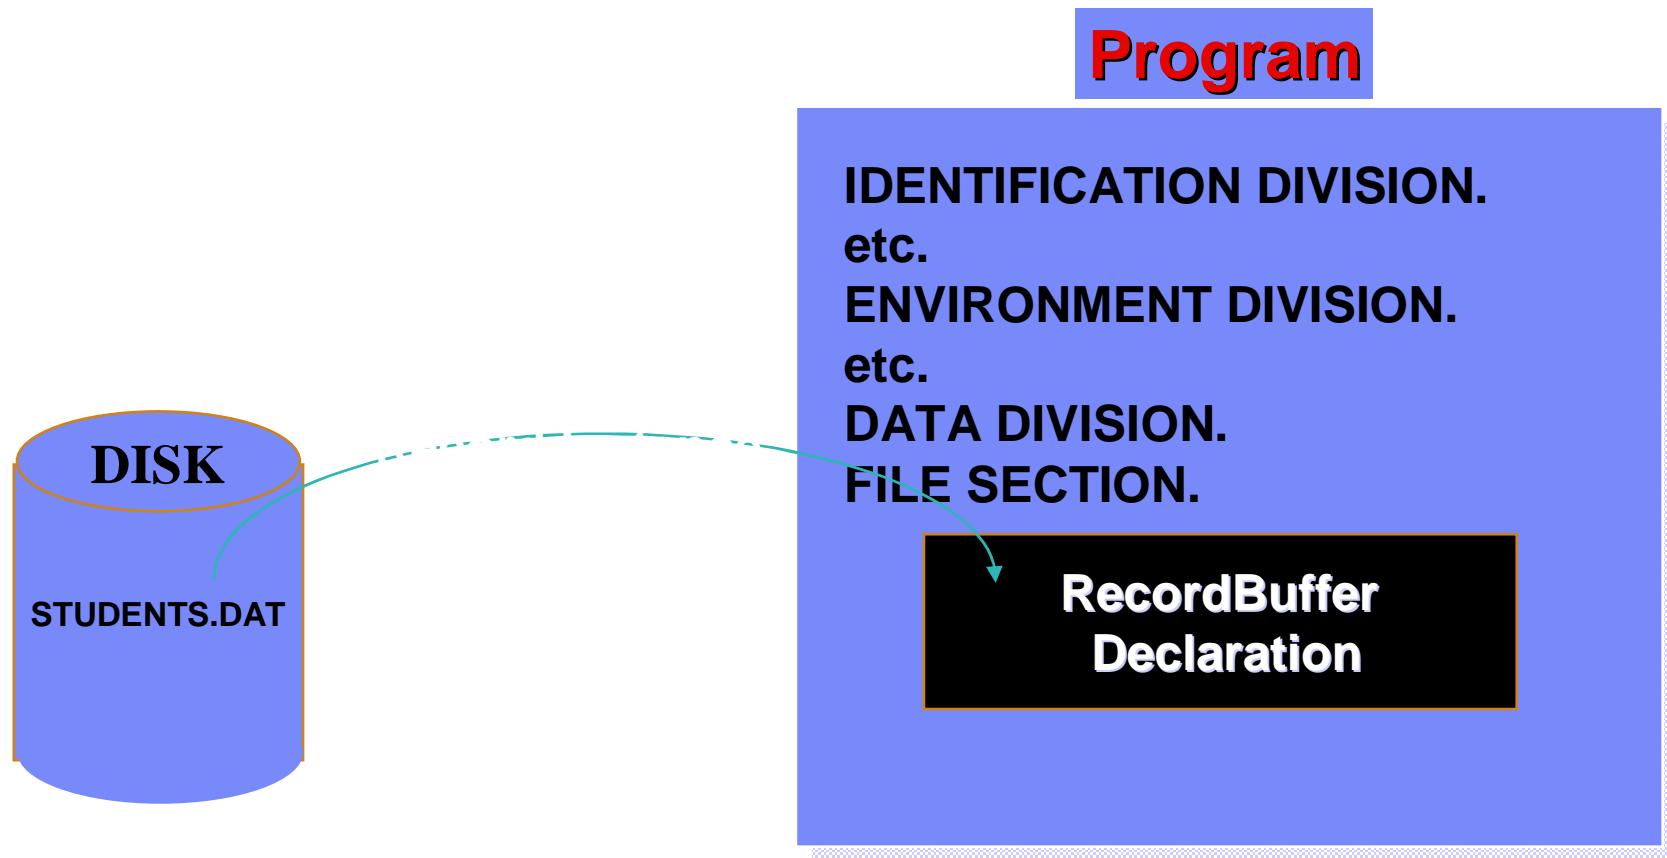 Program
IDENTIFICATION DIVISION.
etc.
ENVIRONMENT DIVISION.
etc.
DATA DIVISION.
FILE SECTION.
RecordBuffer
Declaration
DISK
STUDENTS.DAT